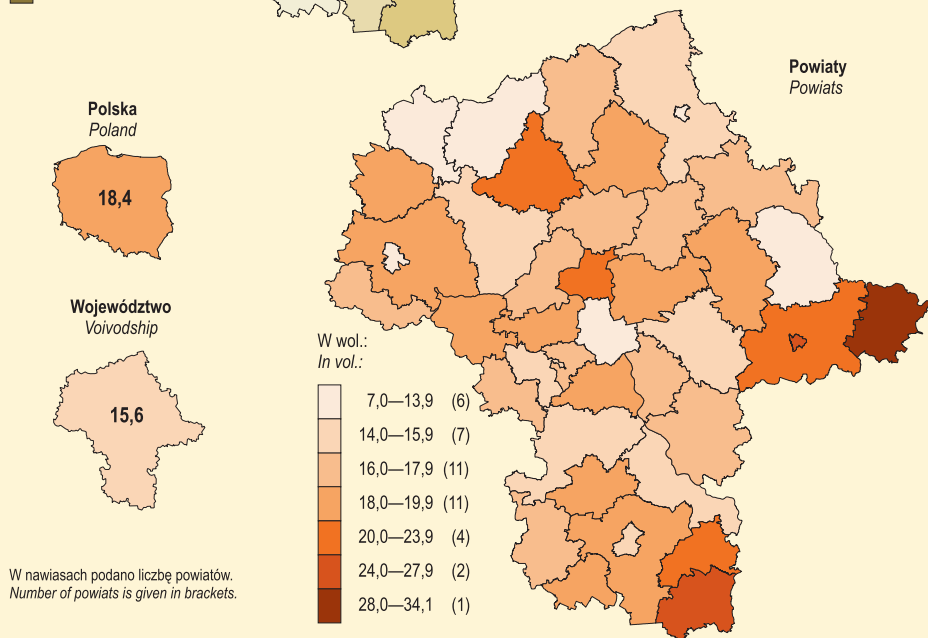 Powiaty
Powiats
Polska
Poland
18,4
Województwo
Voivodship
15,6
W wol.:
In vol.:
7,0—13,9 (6)
14,0—15,9 (7)
16,0—17,9 (11)
18,0—19,9 (11)
20,0—23,9 (4)
24,0—27,9 (2)
28,0—34,1 (1)
W nawiasach podano liczbę powiatów.
Number of powiats is given in brackets.